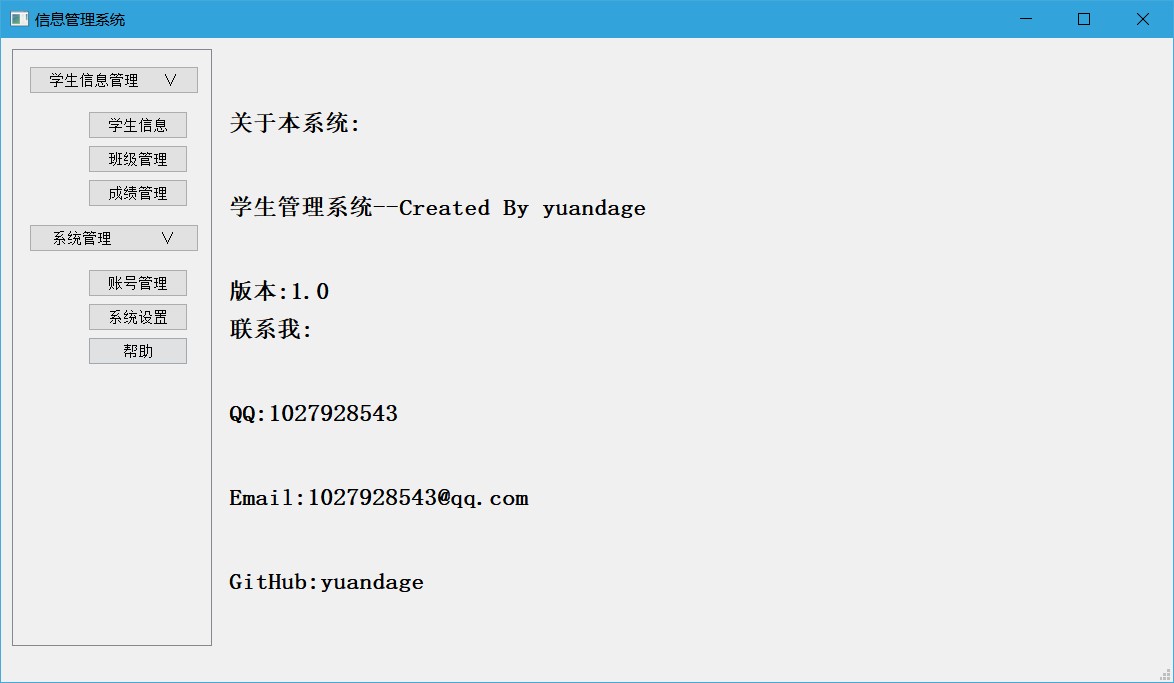 信息管理系统
学生信息管理 ∨
学生信息
班级管理
成绩管理
系统管理 ∨
账号管理
系统设置
帮助
关于本系统:
学生管理系统--Created By yuandage
版本:1.0
联系我:
QQ:1027928543
Email:1027928543@qq.com
GitHub:yuandage